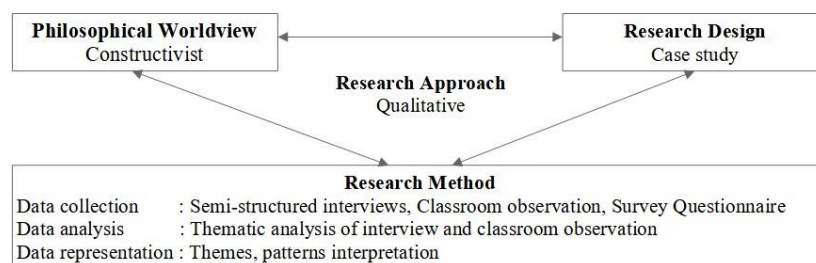 Philosophical Worldview
Constructivist
Research Design
Case study
Research Approach
Qualitative
Research Method
Data collection : Semi-structured interviews, Classroom observation, Survey Questionnaire
Data analysis : Thematic analysis of interview and classroom observation
Data representation : Themes, patterns interpretation